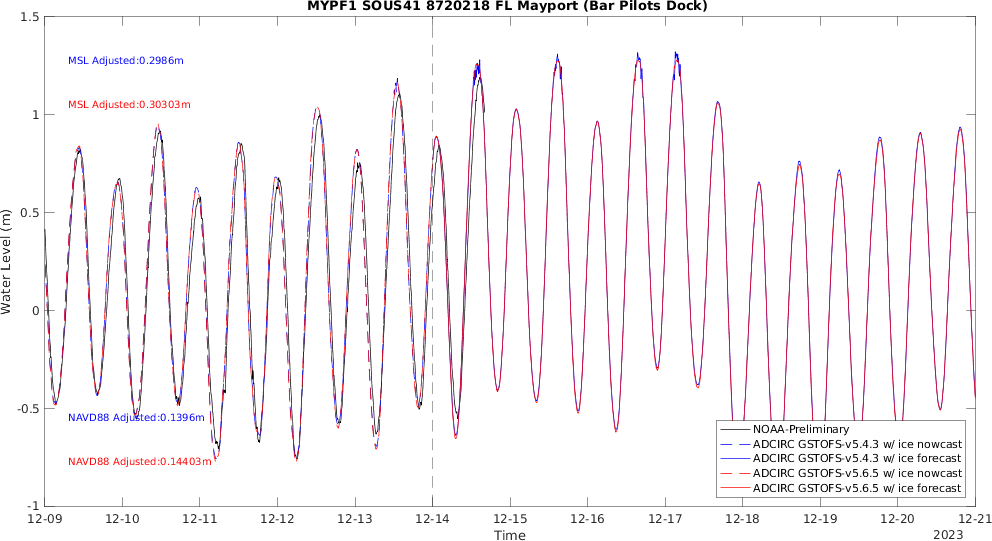 MYPF1 SOUS41 8720218 FL Mayport (Bar Pilots Dock)
1.5
1
0.5
0
-0.5
-1
Water Level (m)
MSL Adjusted:0.2986m
MSL Adjusted:0.30303m
NAVD88 Adjusted:0.1396m
NAVD88 Adjusted:0.14403m
NOAA-Preliminary
ADCIRC GSTOFS-v5.4.3 w/ ice nowcast
ADCIRC GSTOFS-v5.4.3 w/ ice forecast
ADCIRC GSTOFS-v5.6.5 w/ ice nowcast
ADCIRC GSTOFS-v5.6.5 w/ ice forecast
12-09 12-10 12-11 12-12 12-13 12-14 12-15 12-16 12-17 12-18 12-19 12-20 12-21
Time
2023